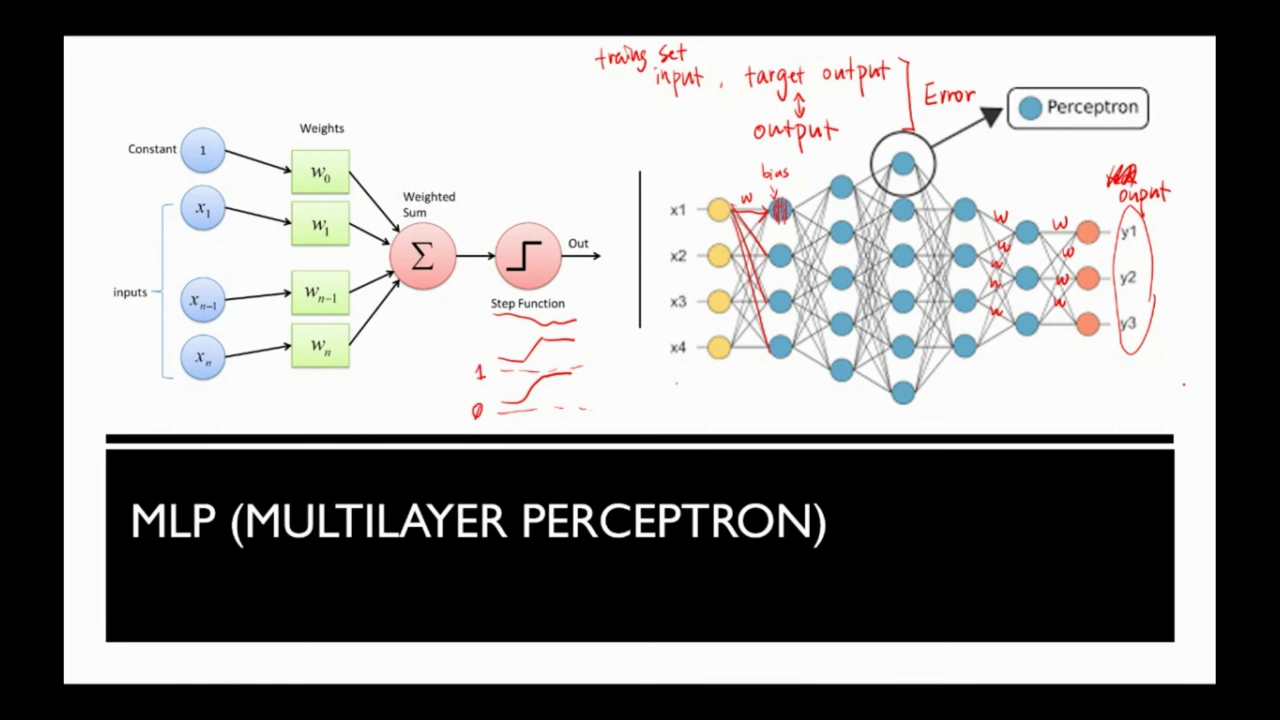 traing set
input, target output
output
Error
Perceptron
Weights
Constant
1
w0
x1
w1
Weighted
Sum
Σ
Out
inputs
xn−1
wn−1
xn
wn
Step Function
1
0
bias
w
x1
x2
x3
x4
w
w
w
w
w
w
w
w
w
ouput
y1
y2
y3
MLP (MULTILAYER PERCEPTRON)